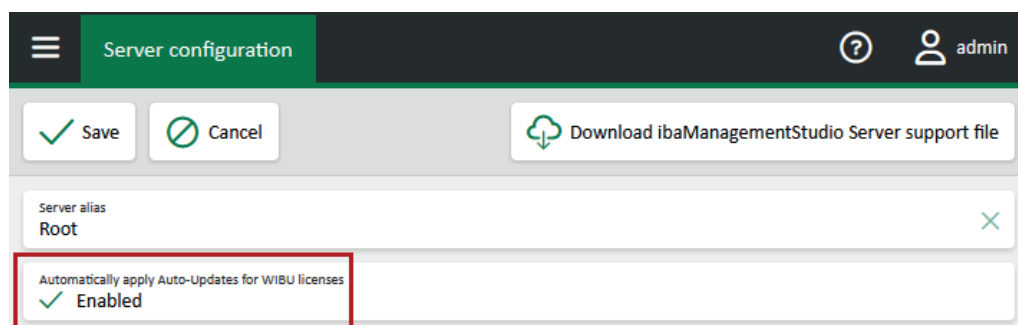 Server configuration
admin
Save
Cancel
Download ibaManagementStudio Server support file
Server alias
Root
Automatically apply Auto-Updates for WIBU licenses
Enabled